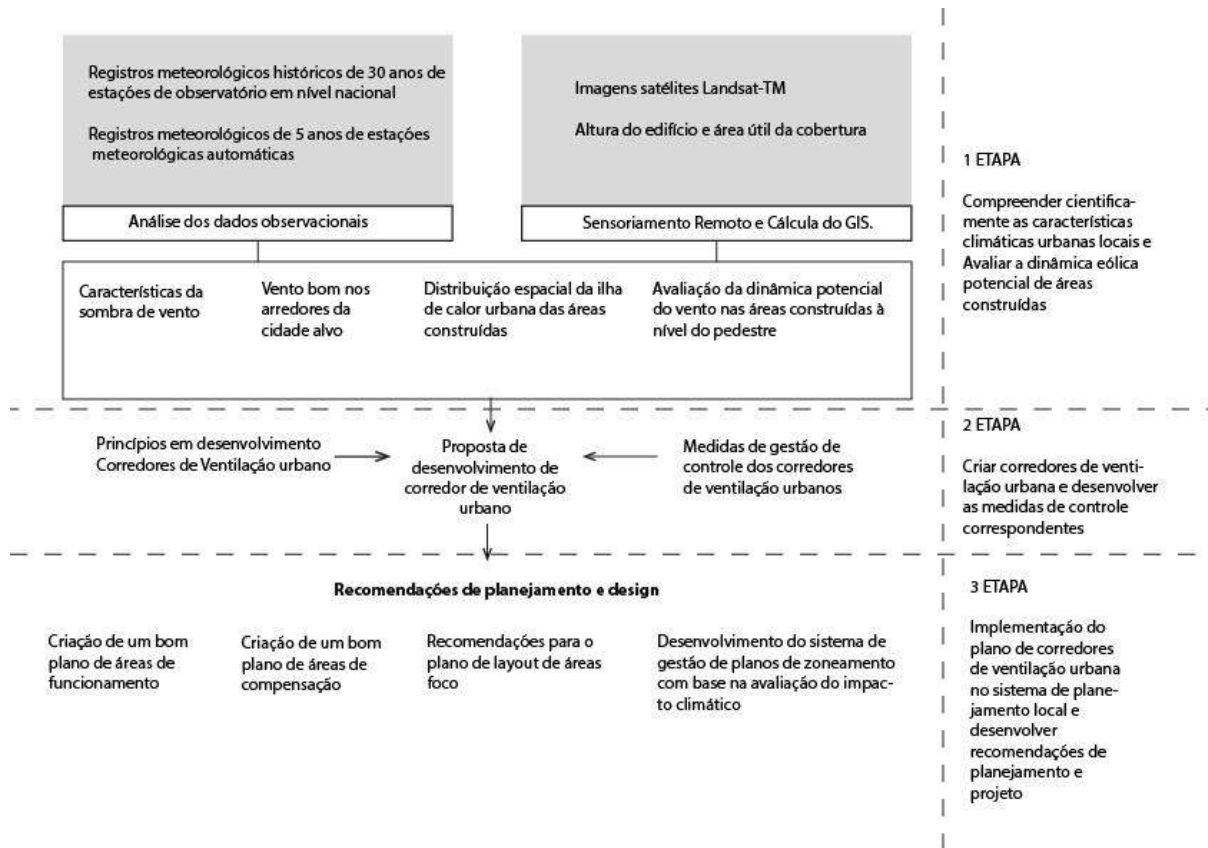 Registros meteorológicos históricos de 30 anos de
estações de observatório em nível nacional
Registros meteorológicos de 5 anos de estações
meteorológicas automáticas
Análise dos dados observacionais
Imagens satélites Landsat-TM
Altura do edifício e área útil da cobertura
Sensoriamento Remoto e Cálcula do GIS.
1 ETAPA
Compreender cientifica-
mente as características
climáticas urbanas locais e
Avaliar a dinâmica eólica
potencial de áreas
construídas
Características da
sombra de vento
Vento bom nos
arredores da
cidade alvo
Distribuição espacial da ilha
de calor urbana das áreas
construídas
Avaliação da dinâmica potencial
do vento nas áreas construídas à
nível do pedestre
Princípios em desenvolvimento
Corredores de Ventilação urbano
Proposta de
desenvolvimento de
corredor de ventilação
urbano
Medidas de gestão de
controle dos corredores
de ventilação urbanos
2 ETAPA
Criar corredores de venti-
lação urbana e desenvolver
as medidas de controle
correspondentes
Recomendações de planejamento e design
Criação de um bom
plano de áreas de
funcionamento
Criação de um bom
plano de áreas de
compensação
Recomendações para o
plano de layout de áreas
foco
Desenvolvimento do sistema de
gestão de planos de zoneamento
com base na avaliação do impac-
to climático
3 ETAPA
Implementação do
plano de corredores
de ventilação urbana
no sistema de plane-
jamento local e
desenvolver
recomendações de
planejamento e
projeto